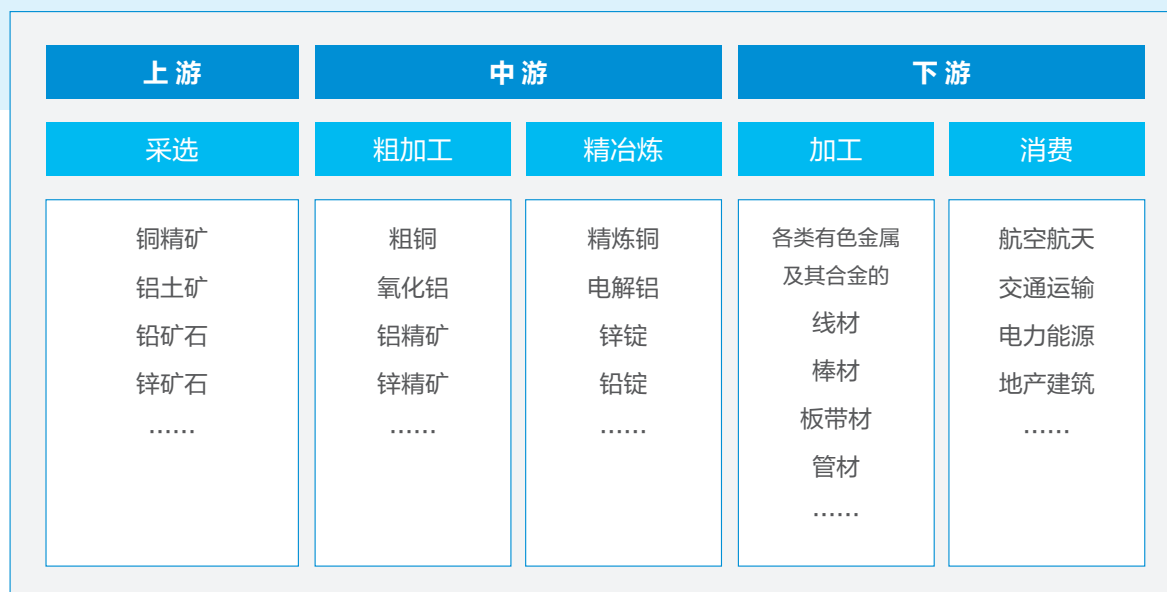 上游
中游
下游
采选
粗加工
精冶炼
加工
消费
铜精矿
铝土矿
铅矿石
锌矿石
……
粗铜
氧化铝
铝精矿
锌精矿
……
精炼铜
电解铝
锌锭
铅锭
……
各类有色金属
及其合金的
线材
棒材
板带材
管材
……
航空航天
交通运输
电力能源
地产建筑
……